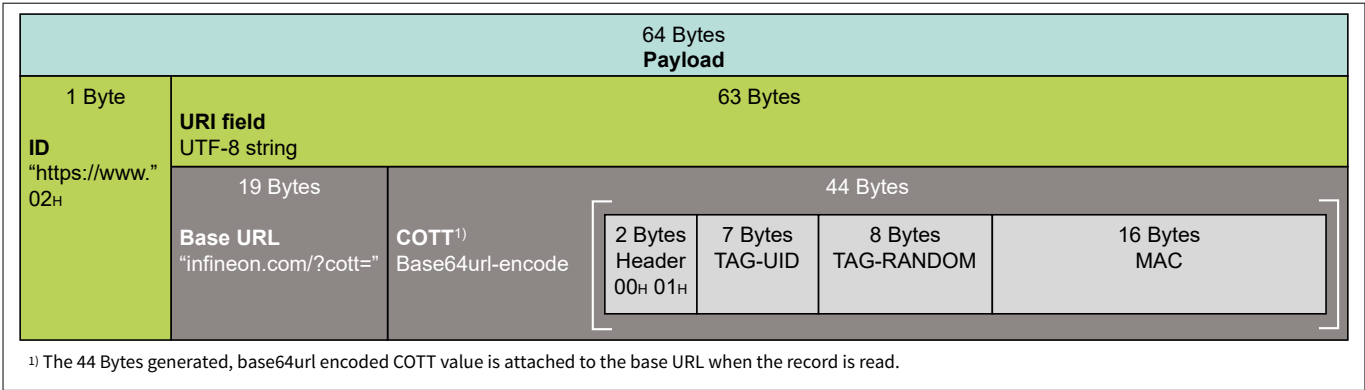 64 Bytes
Payload
1 Byte
ID
“https://www.”
02H
63 Bytes
URI field
UTF-8 string
19 Bytes
Base URL
“infineon.com/?cott=”
44 Bytes
COTT1)
Base64url-encode
2 Bytes
Header
00H 01H
7 Bytes
TAG-UID
8 Bytes
TAG-RANDOM
16 Bytes
MAC
1) The 44 Bytes generated, base64url encoded COTT value is attached to the base URL when the record is read.